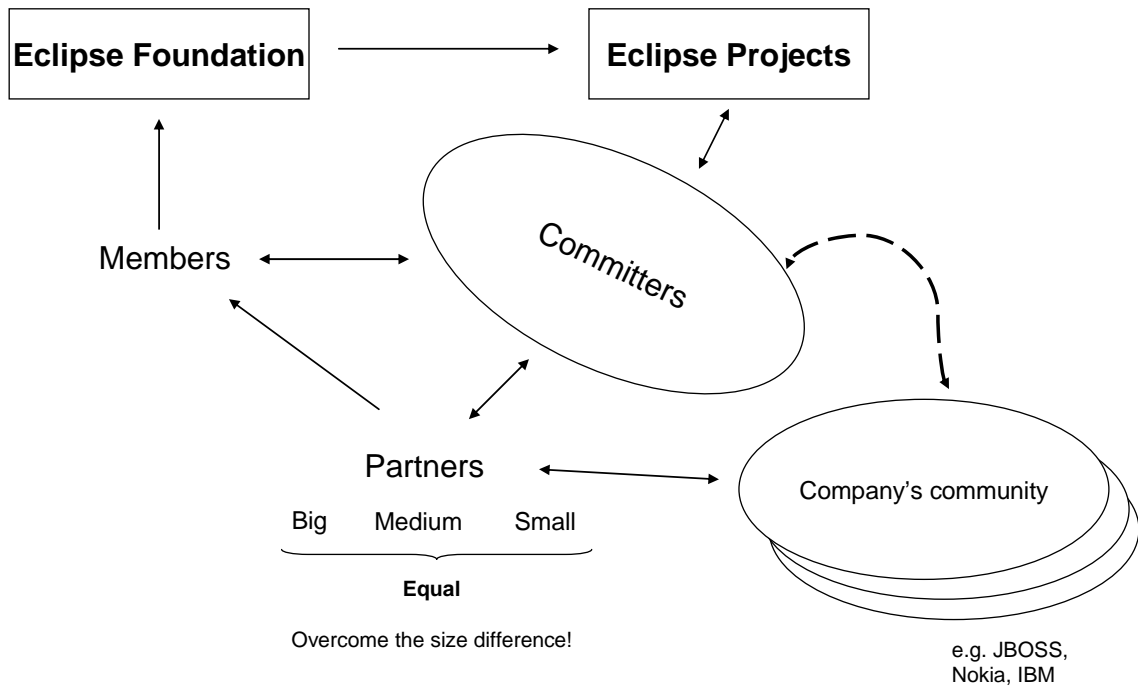 Eclipse Foundation
Eclipse Projects
Committers
Members
Partners
Big Medium Small
Equal
Overcome the size difference!
Company’s community
e.g. JBOSS,
Nokia, IBM